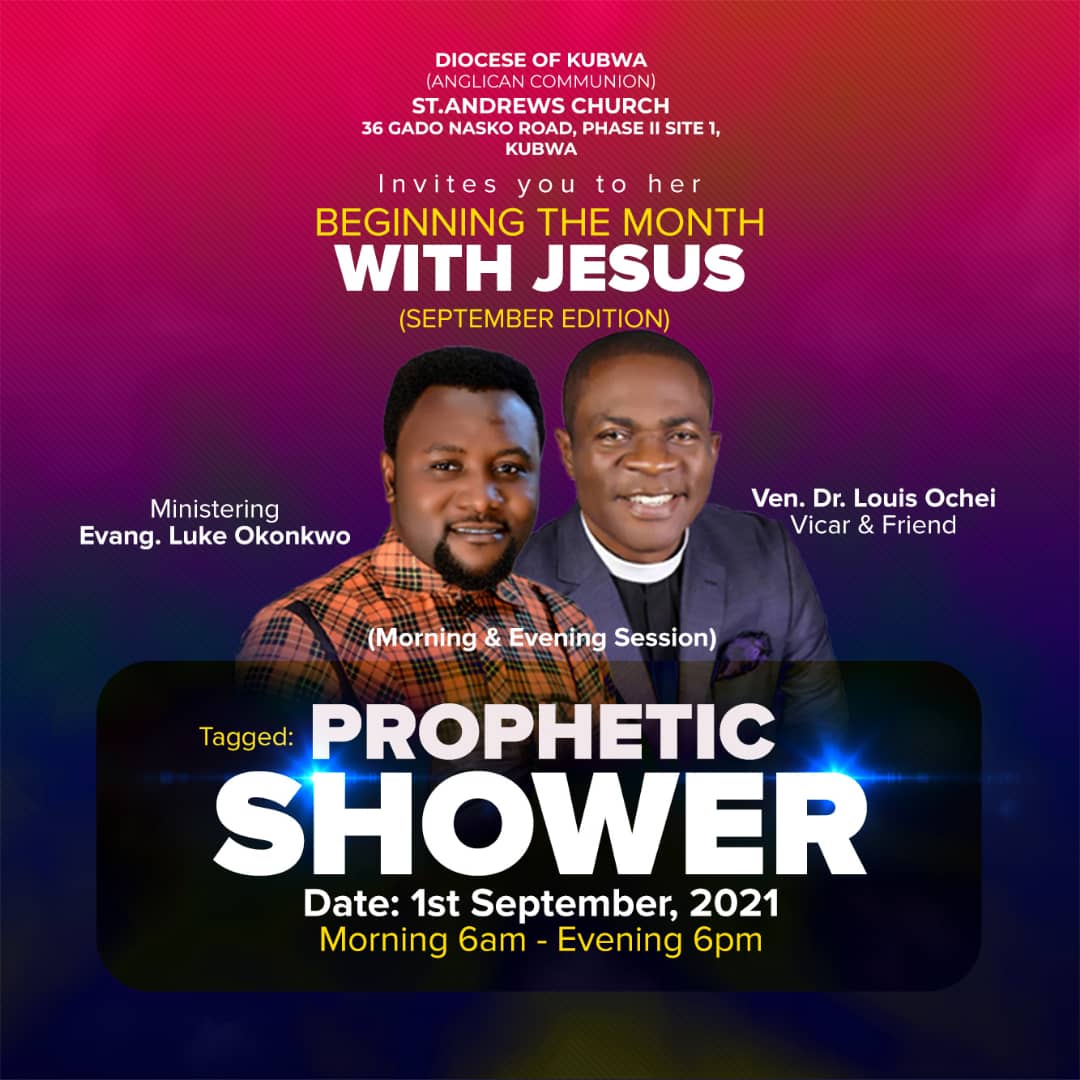 DIOCESE OF KUBWA
(ANGLICAN COMMUNION)
ST.ANDREWS CHURCH
36 GADO NASKO ROAD, PHASE II SITE 1,
KUBWA
Invites you to her
BEGINNING THE MONTH
WITH JESUS
(SEPTEMBER EDITION)
Ministering
Evang. Luke Okonkwo
Ven. Dr. Louis Ochei
Vicar & Friend
(Morning & Evening Session)
Tagged: PROPHETIC
SHOWER
Date: 1st September, 2021
Morning 6am - Evening 6pm